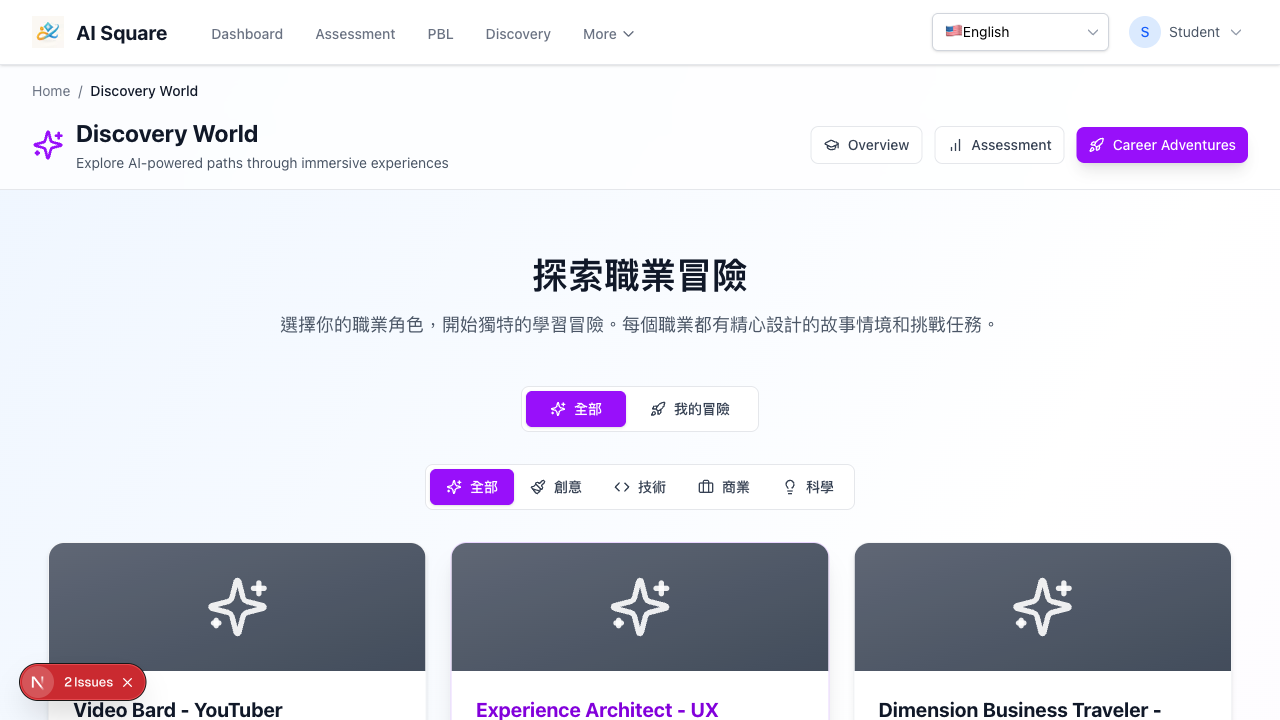 AI Square
Dashboard
Assessment
PBL
Discovery
More
English
S
Student
Home / Discovery World
Discovery World
Explore AI-powered paths through immersive experiences
Overview
Assessment
Career Adventures
探索職業冒險
選擇你的職業角色，開始獨特的學習冒險。每個職業都有精心設計的故事情境和挑戰任務。
全部
我的冒險
全部
創意
技術
商業
科學
Video Bard - YouTuber
Experience Architect - UX
Dimension Business Traveler -
N
2 Issues